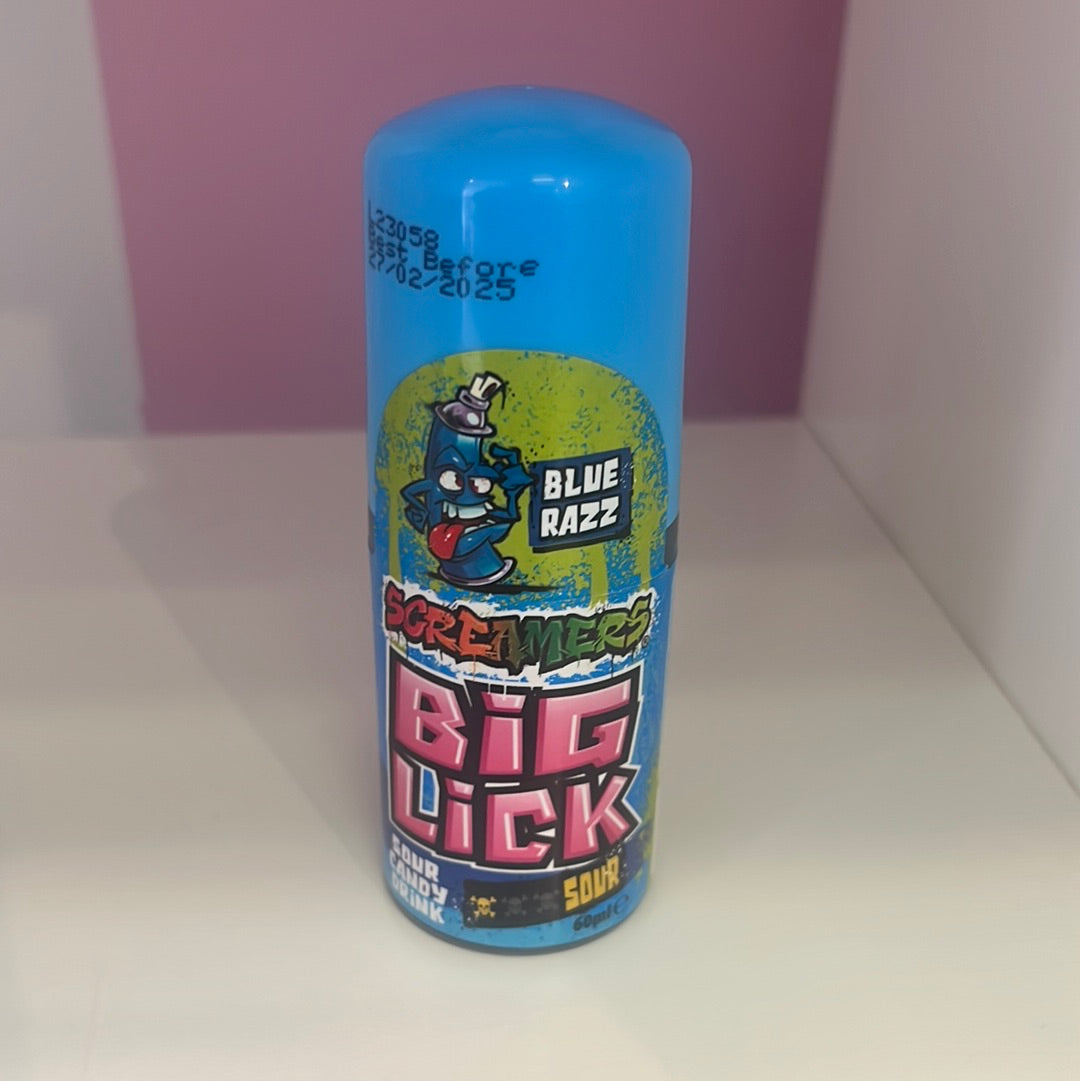 L23058
Best Before
27/02/2025
BLUE
RAZZ
SCREAMERS
BiG
LiCK
SOUR
CANDY
DRINK
SOUR
60ml e